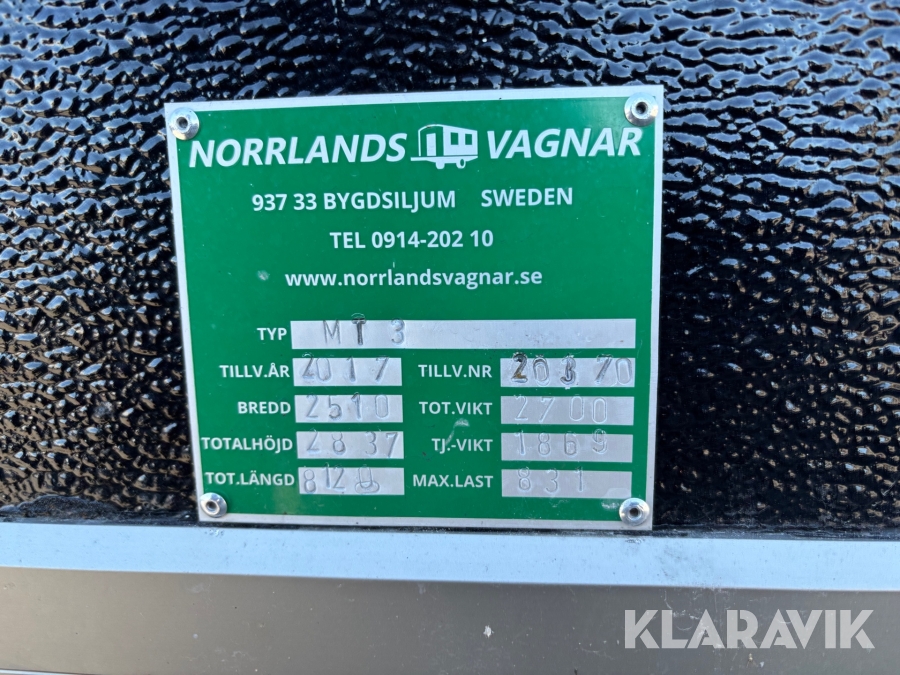 NORRLANDS VAGNAR
937 33 BYGDSILJUM SWEDEN
TEL 0914-202 10
www.norrlandsvagnar.se
TYP MT 3
TILLV.ÅR 2017 TILLV.NR 20370
BREDD 2510 TOT.VIKT 2700
TOTALHÖJD 2837 TJ.-VIKT 1869
TOT.LÄNGD 8120 MAX.LAST 831
KLARAVIK